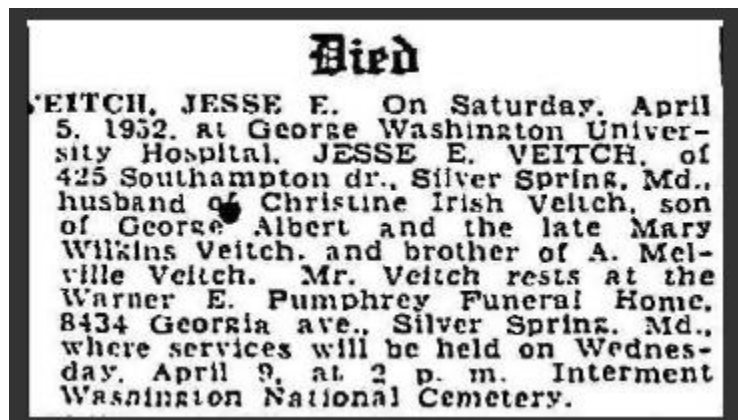 Died
VEITCH, JESSE E. On Saturday, April
5, 1952, at George Washington Univer-
sity Hospital, JESSE E. VEITCH, of
425 Southampton dr., Silver Spring, Md.,
husband of Christine Irish Veitch, son
of George Albert and the late Mary
Wilkins Veitch, and brother of A. Mel-
ville Veitch. Mr. Veitch rests at the
Warner E. Pumphrey Funeral Home,
8434 Georgia ave., Silver Spring, Md.,
where services will be held on Wednes-
day, April 9, at 2 p. m. Interment
Washington National Cemetery.